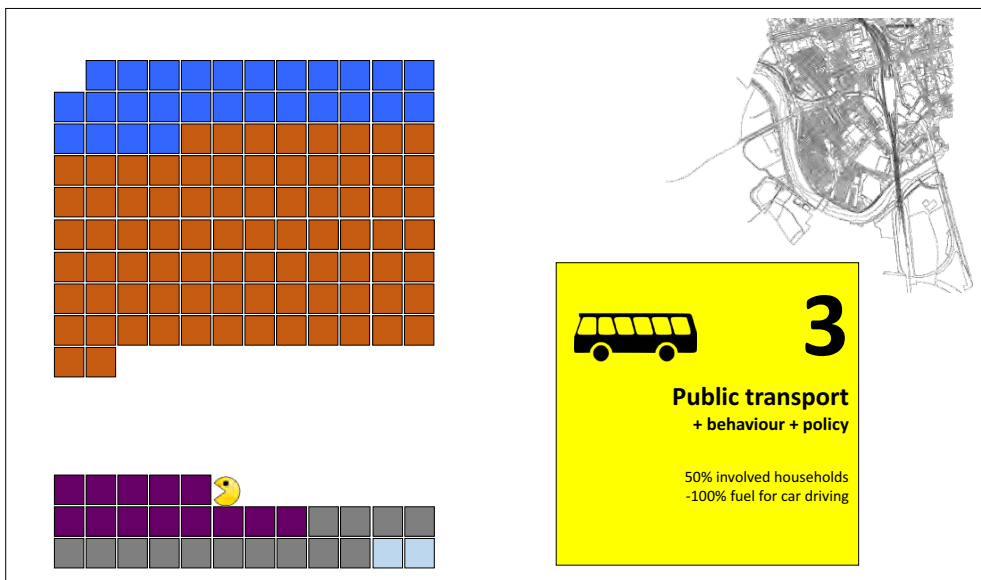 3
Public transport
+ behaviour + policy
50% involved households
-100% fuel for car driving